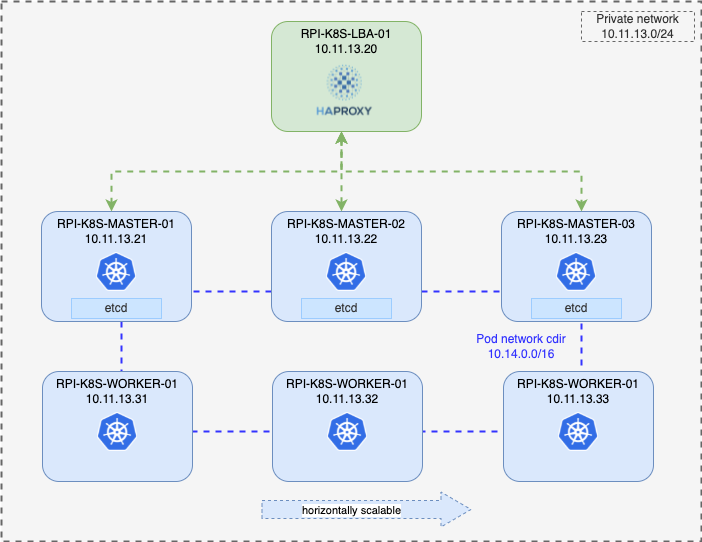 Private network
10.11.13.0/24
RPI-K8S-LBA-01
10.11.13.20
HAPROXY
RPI-K8S-MASTER-01
10.11.13.21
etcd
RPI-K8S-MASTER-02
10.11.13.22
etcd
RPI-K8S-MASTER-03
10.11.13.23
etcd
Pod network cdir
10.14.0.0/16
RPI-K8S-WORKER-01
10.11.13.31
RPI-K8S-WORKER-01
10.11.13.32
RPI-K8S-WORKER-01
10.11.13.33
horizontally scalable